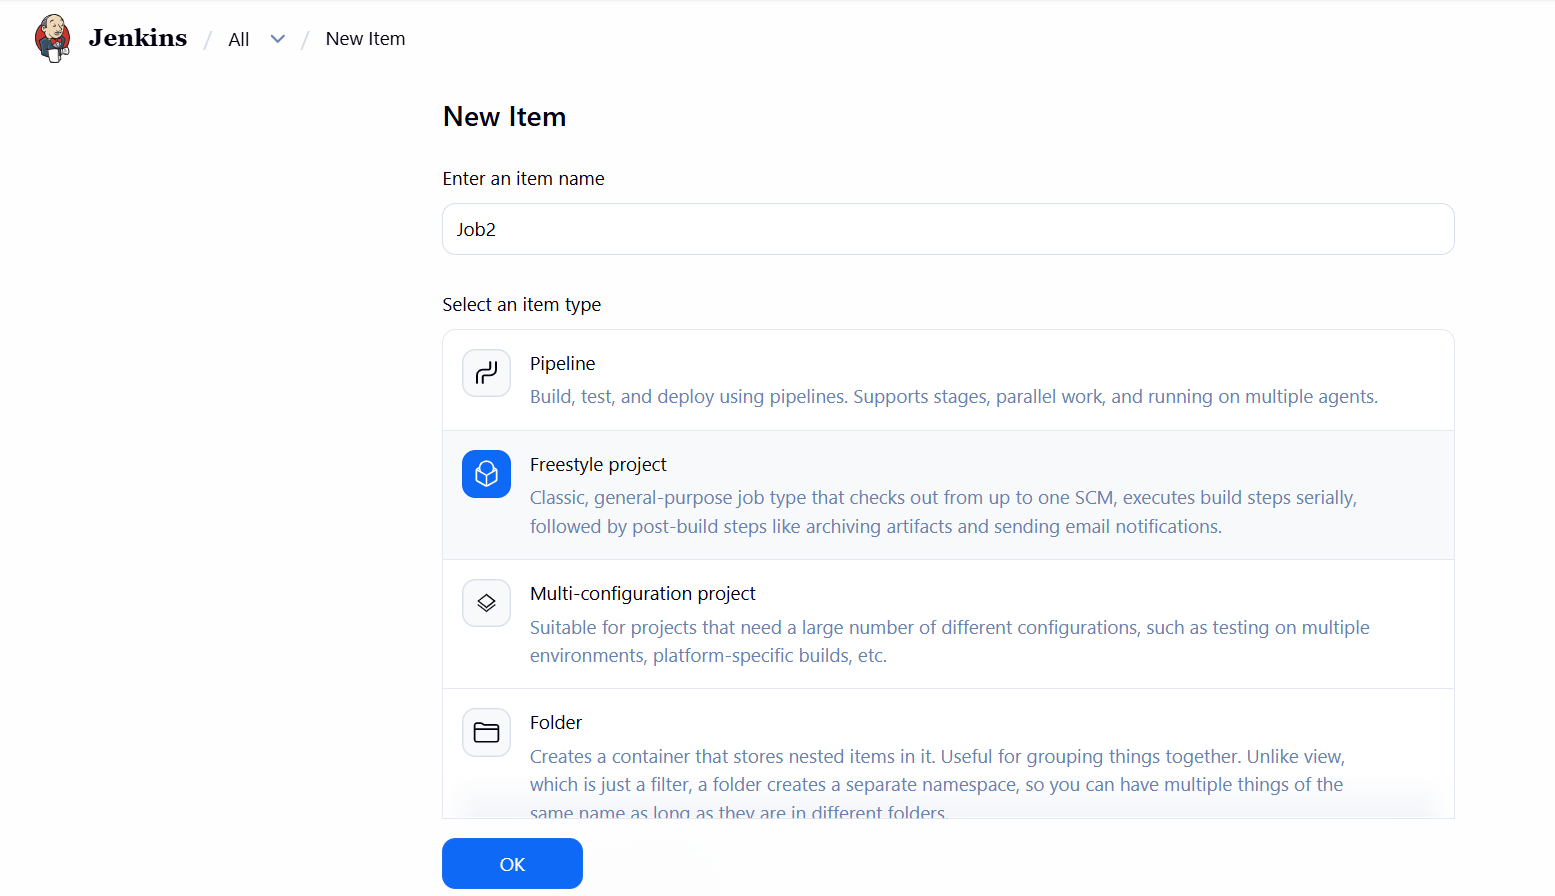 Jenkins / All / New Item
New Item
Enter an item name
Job2
Select an item type
Pipeline
Build, test, and deploy using pipelines. Supports stages, parallel work, and running on multiple agents.
Freestyle project
Classic, general-purpose job type that checks out from up to one SCM, executes build steps serially,
followed by post-build steps like archiving artifacts and sending email notifications.
Multi-configuration project
Suitable for projects that need a large number of different configurations, such as testing on multiple
environments, platform-specific builds, etc.
Folder
Creates a container that stores nested items in it. Useful for grouping things together. Unlike view,
which is just a filter, a folder creates a separate namespace, so you can have multiple things of the
same name as long as they are in different folders.
OK